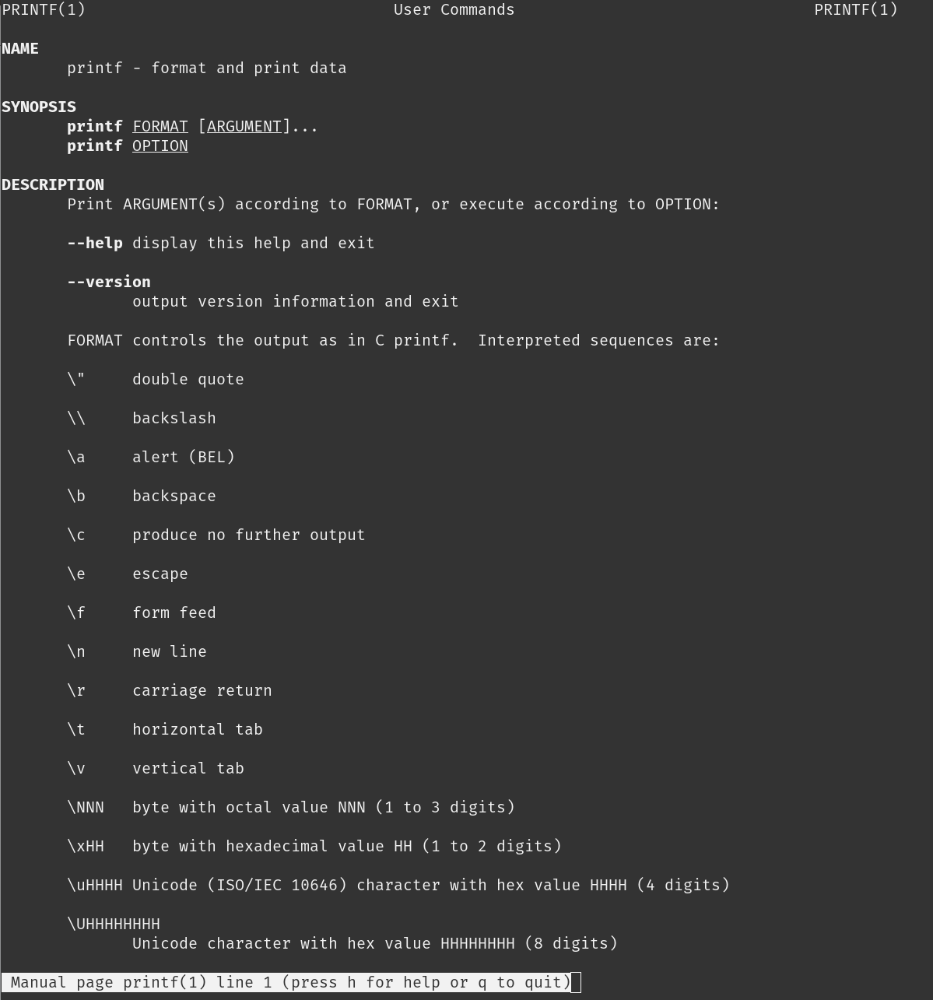 PRINTF(1)                                 User Commands                                PRINTF(1)
NAME
       printf - format and print data
SYNOPSIS
       printf FORMAT [ARGUMENT]...
       printf OPTION
DESCRIPTION
       Print ARGUMENT(s) according to FORMAT, or execute according to OPTION:
       --help display this help and exit
       --version
              output version information and exit
       FORMAT controls the output as in C printf.  Interpreted sequences are:
       \"     double quote
       \\     backslash
       \a     alert (BEL)
       \b     backspace
       \c     produce no further output
       \e     escape
       \f     form feed
       \n     new line
       \r     carriage return
       \t     horizontal tab
       \v     vertical tab
       \NNN   byte with octal value NNN (1 to 3 digits)
       \xHH   byte with hexadecimal value HH (1 to 2 digits)
       \uHHHH Unicode (ISO/IEC 10646) character with hex value HHHH (4 digits)
       \UHHHHHHHH
              Unicode character with hex value HHHHHHHH (8 digits)
 Manual page printf(1) line 1 (press h for help or q to quit)